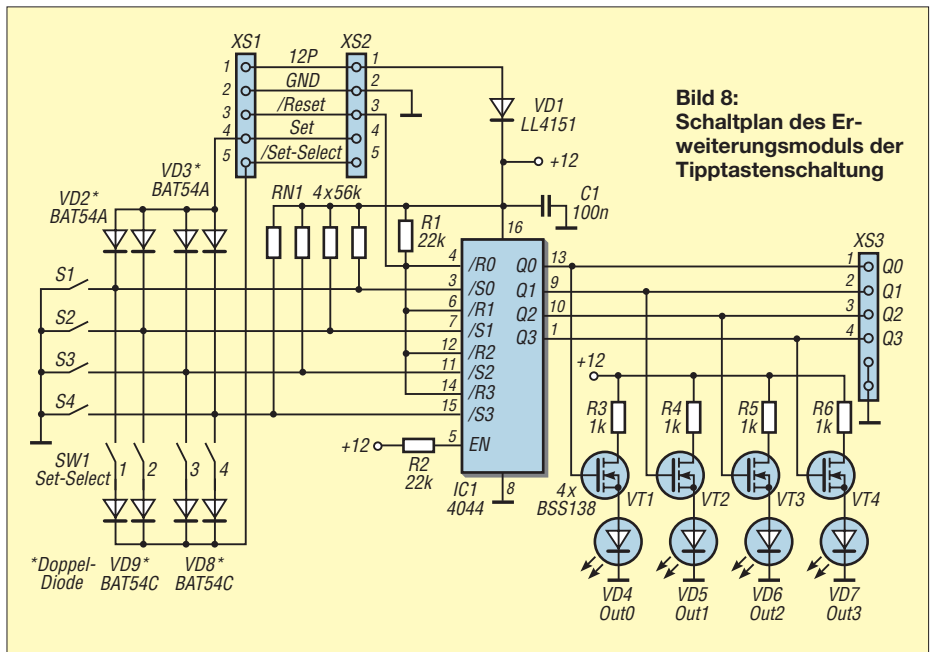 XS1
XS2
1 12P 1
2 GND 2
3 /Reset 3
4 Set 4
5 /Set-Select 5
VD1
LL4151
+12
Bild 8:
Schaltplan des Er-
weiterungsmoduls der
Tipptastenschaltung
VD2*
BAT54A
VD3*
BAT54A
RN1 4x56k
R1
22k
C1
100n
16
4 /R0
3 /S0
6 /R1
7 /S1
12 /R2
11 /S2
14 /R3
15 /S3
5 EN
Q0 13
Q1 9
Q2 10
Q3 1
8
IC1
4044
XS3
1 Q0
2 Q1
3 Q2
4 Q3
S1
S2
S3
S4
SW1
Set-Select
1
2
3
4
+12
R2
22k
*Doppel-
Diode
VD9*
BAT54C
VD8*
BAT54C
+12
R3
1k
R4
1k
R5
1k
R6
1k
4x
BSS138
VT1
VT2
VT3
VT4
VD4
Out0
VD5
Out1
VD6
Out2
VD7
Out3